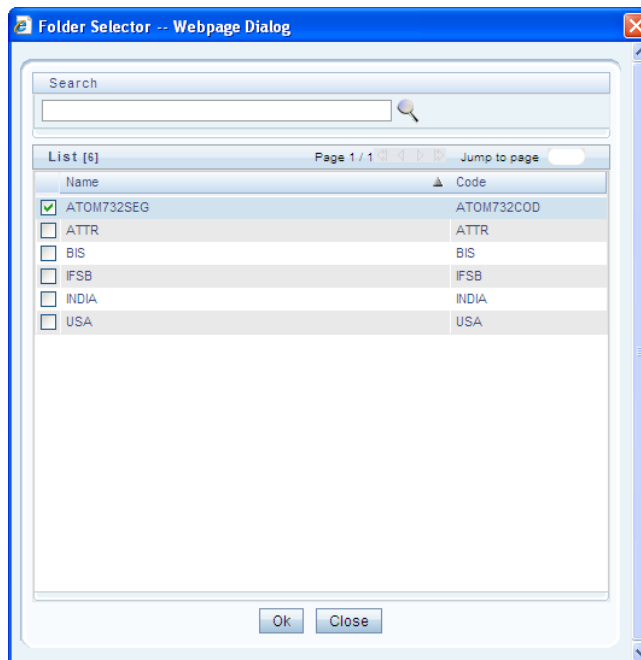 Folder Selector -- Webpage Dialog
Search
List [6] Page 1 / 1 Jump to page
Name Code
ATOM732SEG ATOM732COD
ATTR ATTR
BIS BIS
IFSB IFSB
INDIA INDIA
USA USA
Ok Close